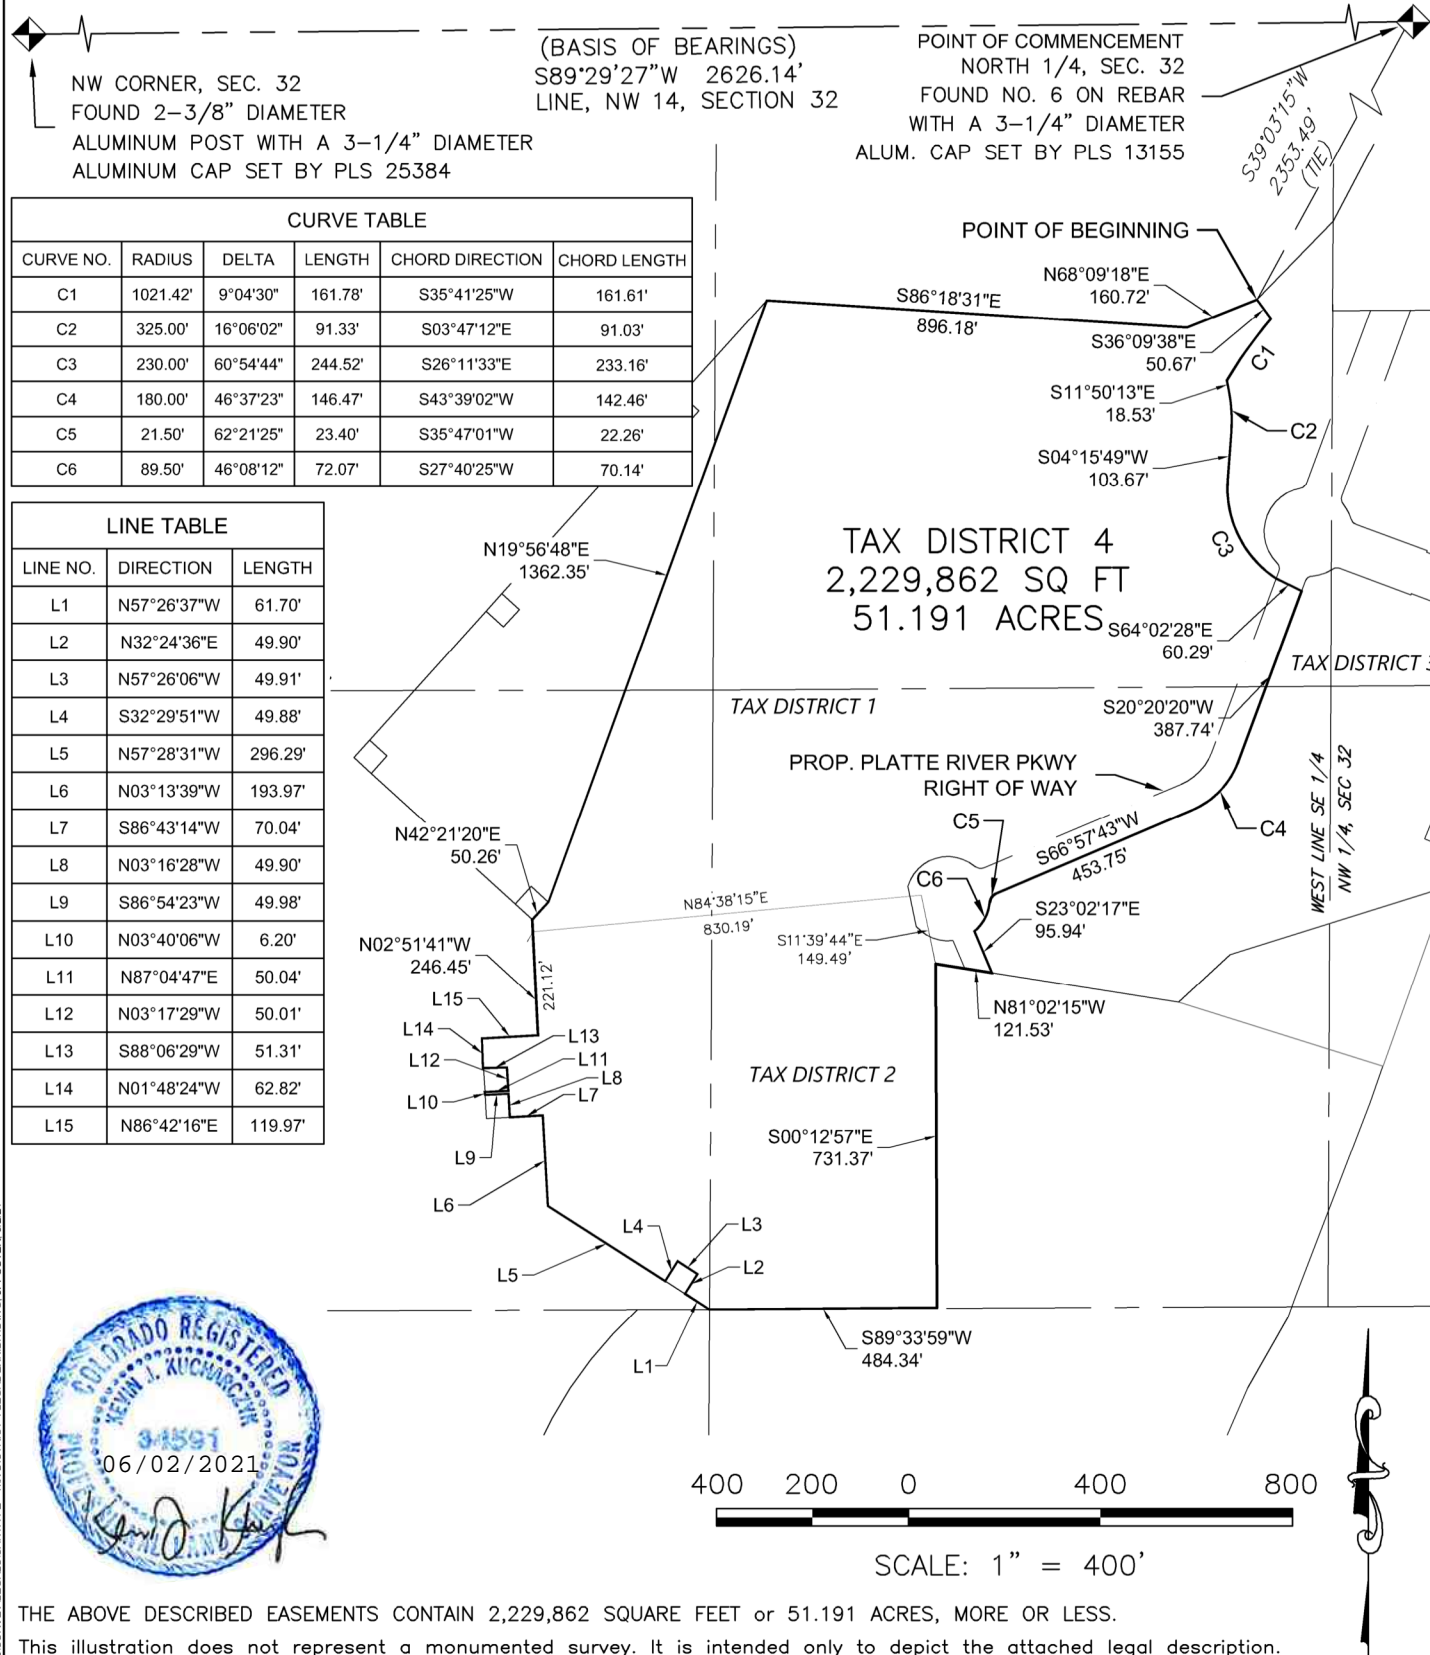 (BASIS OF BEARINGS)
S89°29'27"W 2626.14'
LINE, NW 14, SECTION 32
NW CORNER, SEC. 32
FOUND 2-3/8" DIAMETER
ALUMINUM POST WITH A 3-1/4" DIAMETER
ALUMINUM CAP SET BY PLS 25384
POINT OF COMMENCEMENT
NORTH 1/4, SEC. 32
FOUND NO. 6 ON REBAR
WITH A 3-1/4" DIAMETER
ALUM. CAP SET BY PLS 13155
S39°03'15"W
2353.49'
(TIE)
CURVE TABLE
CURVE NO. RADIUS DELTA LENGTH CHORD DIRECTION CHORD LENGTH
C1 1021.42' 9°04'30" 161.78' S35°41'25"W 161.61'
C2 325.00' 16°06'02" 91.33' S03°47'12"E 91.03'
C3 230.00' 60°54'44" 244.52' S26°11'33"E 233.16'
C4 180.00' 46°37'23" 146.47' S43°39'02"W 142.46'
C5 21.50' 62°21'25" 23.40' S35°47'01"W 22.26'
C6 89.50' 46°08'12" 72.07' S27°40'25"W 70.14'
LINE TABLE
LINE NO. DIRECTION LENGTH
L1 N57°26'37"W 61.70'
L2 N32°24'36"E 49.90'
L3 N57°26'06"W 49.91'
L4 S32°29'51"W 49.88'
L5 N57°28'31"W 296.29'
L6 N03°13'39"W 193.97'
L7 S86°43'14"W 70.04'
L8 N03°16'28"W 49.90'
L9 S86°54'23"W 49.98'
L10 N03°40'06"W 6.20'
L11 N87°04'47"E 50.04'
L12 N03°17'29"W 50.01'
L13 S88°06'29"W 51.31'
L14 N01°48'24"W 62.82'
L15 N86°42'16"E 119.97'
POINT OF BEGINNING
N68°09'18"E
160.72'
S86°18'31"E
896.18'
S36°09'38"E
50.67'
C1
S11°50'13"E
18.53'
C2
S04°15'49"W
103.67'
C3
N19°56'48"E
1362.35'
TAX DISTRICT 4
2,229,862 SQ FT
51.191 ACRES
S64°02'28"E
60.29'
TAX DISTRICT 3
TAX DISTRICT 1
S20°20'20"W
387.74'
PROP. PLATTE RIVER PKWY
RIGHT OF WAY
WEST LINE SE 1/4
NW 1/4, SEC 32
C5
C4
S66°57'43"W
453.75'
N42°21'20"E
50.26'
C6
N84°38'15"E
830.19'
S23°02'17"E
95.94'
S11°39'44"E
149.49'
N02°51'41"W
246.45'
221.12'
N81°02'15"W
121.53'
L15
L14
L13
L12
L11
L8
L10
L7
TAX DISTRICT 2
S00°12'57"E
731.37'
L9
L6
L4
L3
L5
L2
L1
S89°33'59"W
484.34'
COLORADO REGISTERED
KEVIN J. KUCHARCZYK
34591
06/02/2021
PROFESSIONAL LAND SURVEYOR
400 200 0 400 800
SCALE: 1" = 400'
THE ABOVE DESCRIBED EASEMENTS CONTAIN 2,229,862 SQUARE FEET or 51.191 ACRES, MORE OR LESS.
This illustration does not represent a monumented survey. It is intended only to depict the attached legal description.